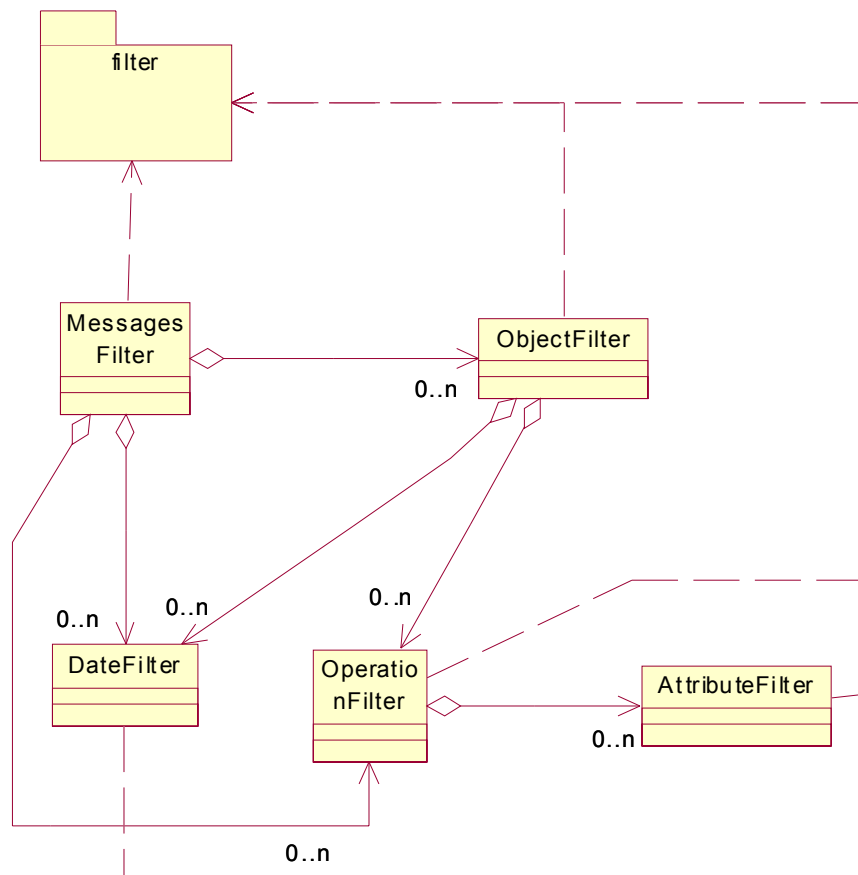 filter
Messages
Filter
ObjectFilter
0..n
0..n
0..n
0..n
DateFilter
Operatio
nFilter
AttributeFilter
0..n
0..n